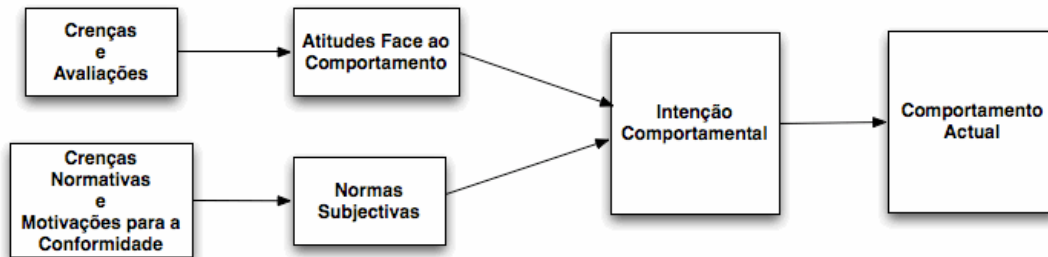 Crenças
e
Avaliações
Atitudes Face ao
Comportamento
Crenças
Normativas
e
Motivações para a
Conformidade
Normas
Subjectivas
Intenção
Comportamental
Comportamento
Actual